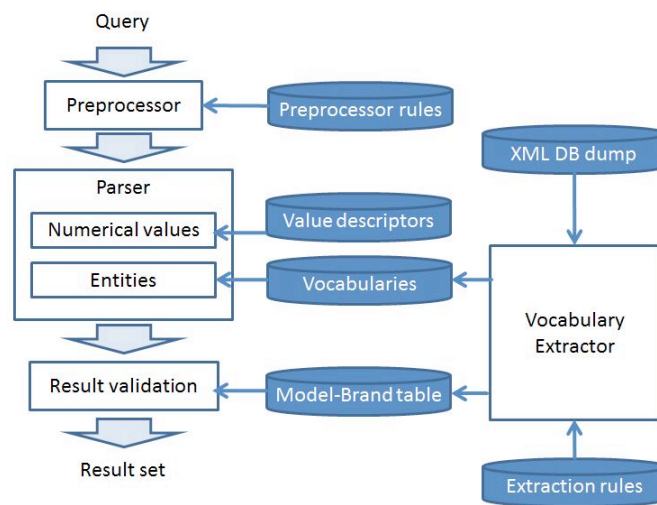 Query
Preprocessor
Preprocessor rules
XML DB dump
Parser
Numerical values
Value descriptors
Entities
Vocabularies
Vocabulary
Extractor
Result validation
Model-Brand table
Result set
Extraction rules